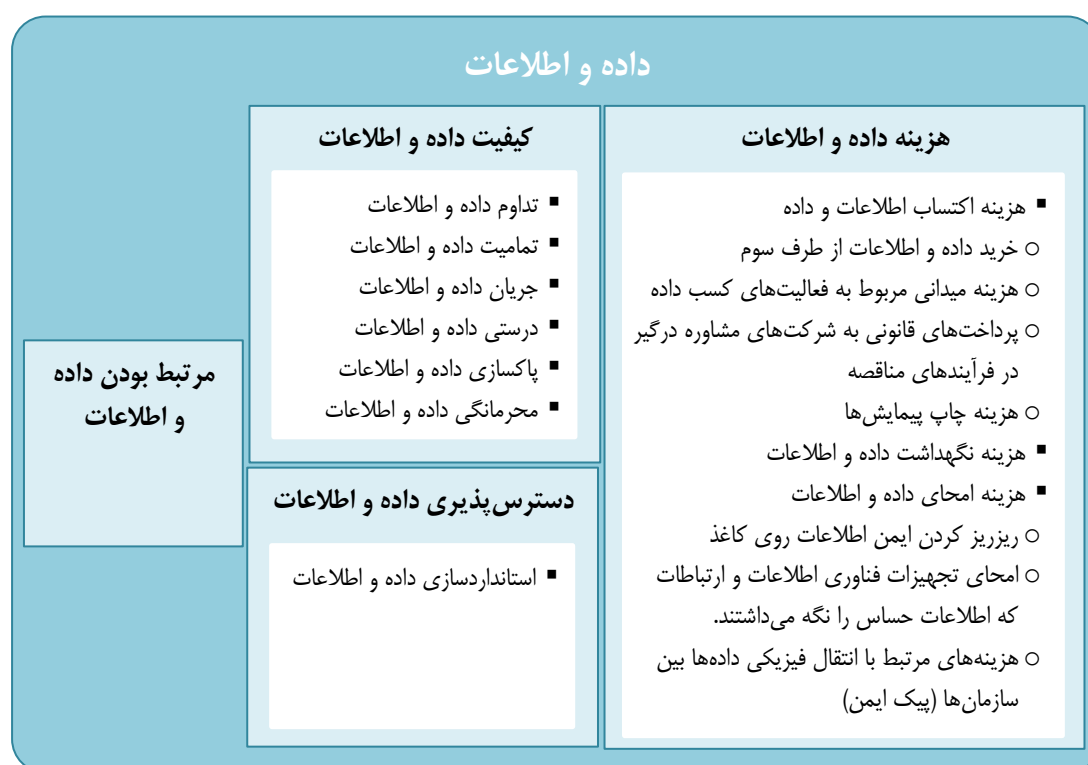 داده و اطلاعات
هزینه داده و اطلاعات
▪ هزینه اکتساب اطلاعات و داده
○ خرید داده و اطلاعات از طرف سوم
○ هزینه میدانی مربوط به فعالیت‌های کسب داده
○ پرداخت‌های قانونی به شرکت‌های مشاوره درگیر
در فرآیندهای مناقصه
○ هزینه چاپ پیمایش‌ها
▪ هزینه نگهداشت داده و اطلاعات
▪ هزینه امحای داده و اطلاعات
○ ریزریز کردن ایمن اطلاعات روی کاغذ
○ امحای تجهیزات فناوری اطلاعات و ارتباطات
که اطلاعات حساس را نگه می‌داشتند.
○ هزینه‌های مرتبط با انتقال فیزیکی داده‌ها بین
سازمان‌ها (پیک ایمن)
کیفیت داده و اطلاعات
▪ تداوم داده و اطلاعات
▪ تمامیت داده و اطلاعات
▪ جریان داده و اطلاعات
▪ درستی داده و اطلاعات
▪ پاکسازی داده و اطلاعات
▪ محرمانگی داده و اطلاعات
دسترس‌پذیری داده و اطلاعات
▪ استانداردسازی داده و اطلاعات
مرتبط بودن داده
و اطلاعات